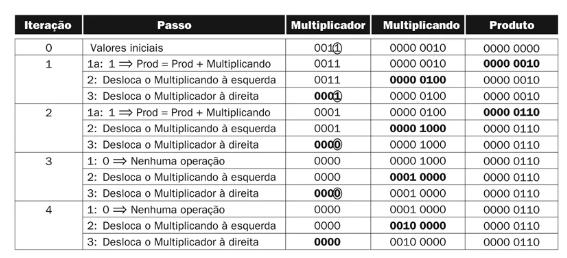 Iteração Passo Multiplicador Multiplicando Produto
0 Valores iniciais 0011 0000 0010 0000 0000
1 1a: 1 ⟹ Prod = Prod + Multiplicando 0011 0000 0010 0000 0010
2: Desloca o Multiplicando à esquerda 0011 0000 0100 0000 0010
3: Desloca o Multiplicador à direita 0001 0000 0100 0000 0010
2 1a: 1 ⟹ Prod = Prod + Multiplicando 0001 0000 0100 0000 0110
2: Desloca o Multiplicando à esquerda 0001 0000 1000 0000 0110
3: Desloca o Multiplicador à direita 0000 0000 1000 0000 0110
3 1: 0 ⟹ Nenhuma operação 0000 0000 1000 0000 0110
2: Desloca o Multiplicando à esquerda 0000 0001 0000 0000 0110
3: Desloca o Multiplicador à direita 0000 0001 0000 0000 0110
4 1: 0 ⟹ Nenhuma operação 0000 0001 0000 0000 0110
2: Desloca o Multiplicando à esquerda 0000 0010 0000 0000 0110
3: Desloca o Multiplicador à direita 0000 0010 0000 0000 0110